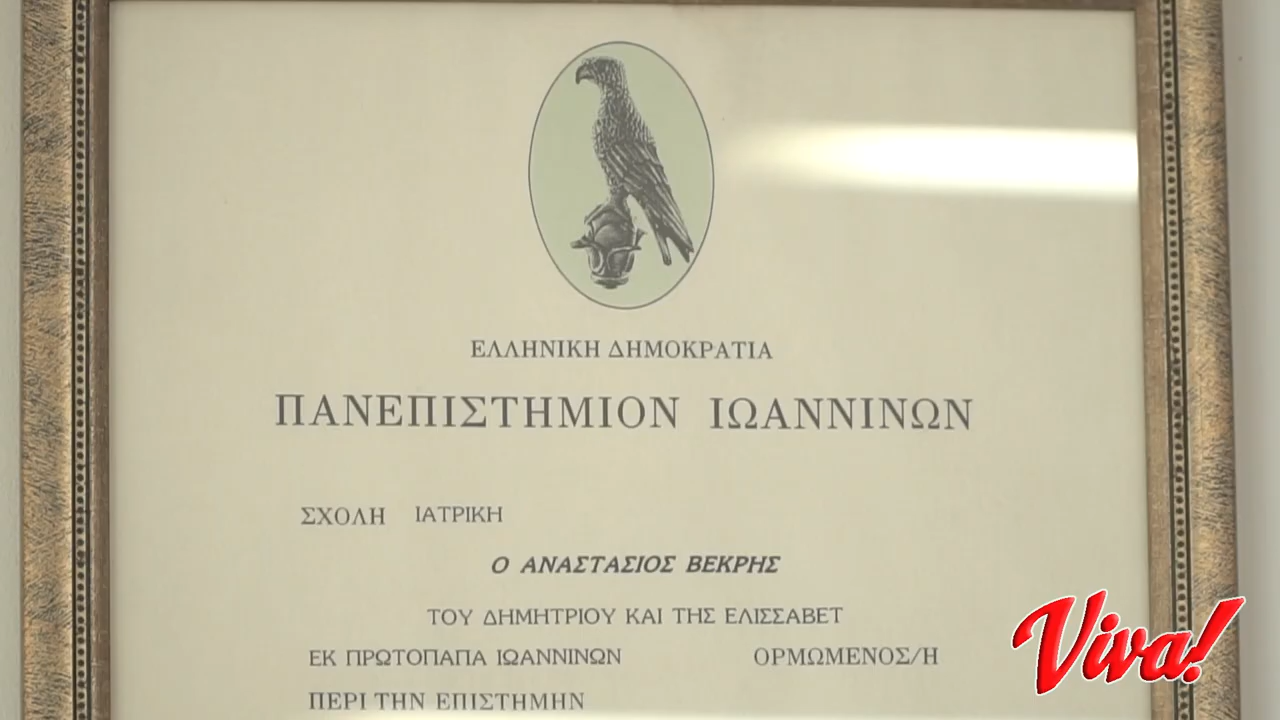 ΕΛΛΗΝΙΚΗ ΔΗΜΟΚΡΑΤΙΑ
ΠΑΝΕΠΙΣΤΗΜΙΟΝ ΙΩΑΝΝΙΝΩΝ
ΣΧΟΛΗ ΙΑΤΡΙΚΗ
Ο ΑΝΑΣΤΑΣΙΟΣ ΒΕΚΡΗΣ
ΤΟΥ ΔΗΜΗΤΡΙΟΥ ΚΑΙ ΤΗΣ ΕΛΙΣΣΑΒΕΤ
ΕΚ ΠΡΩΤΟΠΑΠΑ ΙΩΑΝΝΙΝΩΝ ΟΡΜΩΜΕΝΟΣ/Η
ΠΕΡΙ ΤΗΝ ΕΠΙΣΤΗΜΗΝ
Viva!